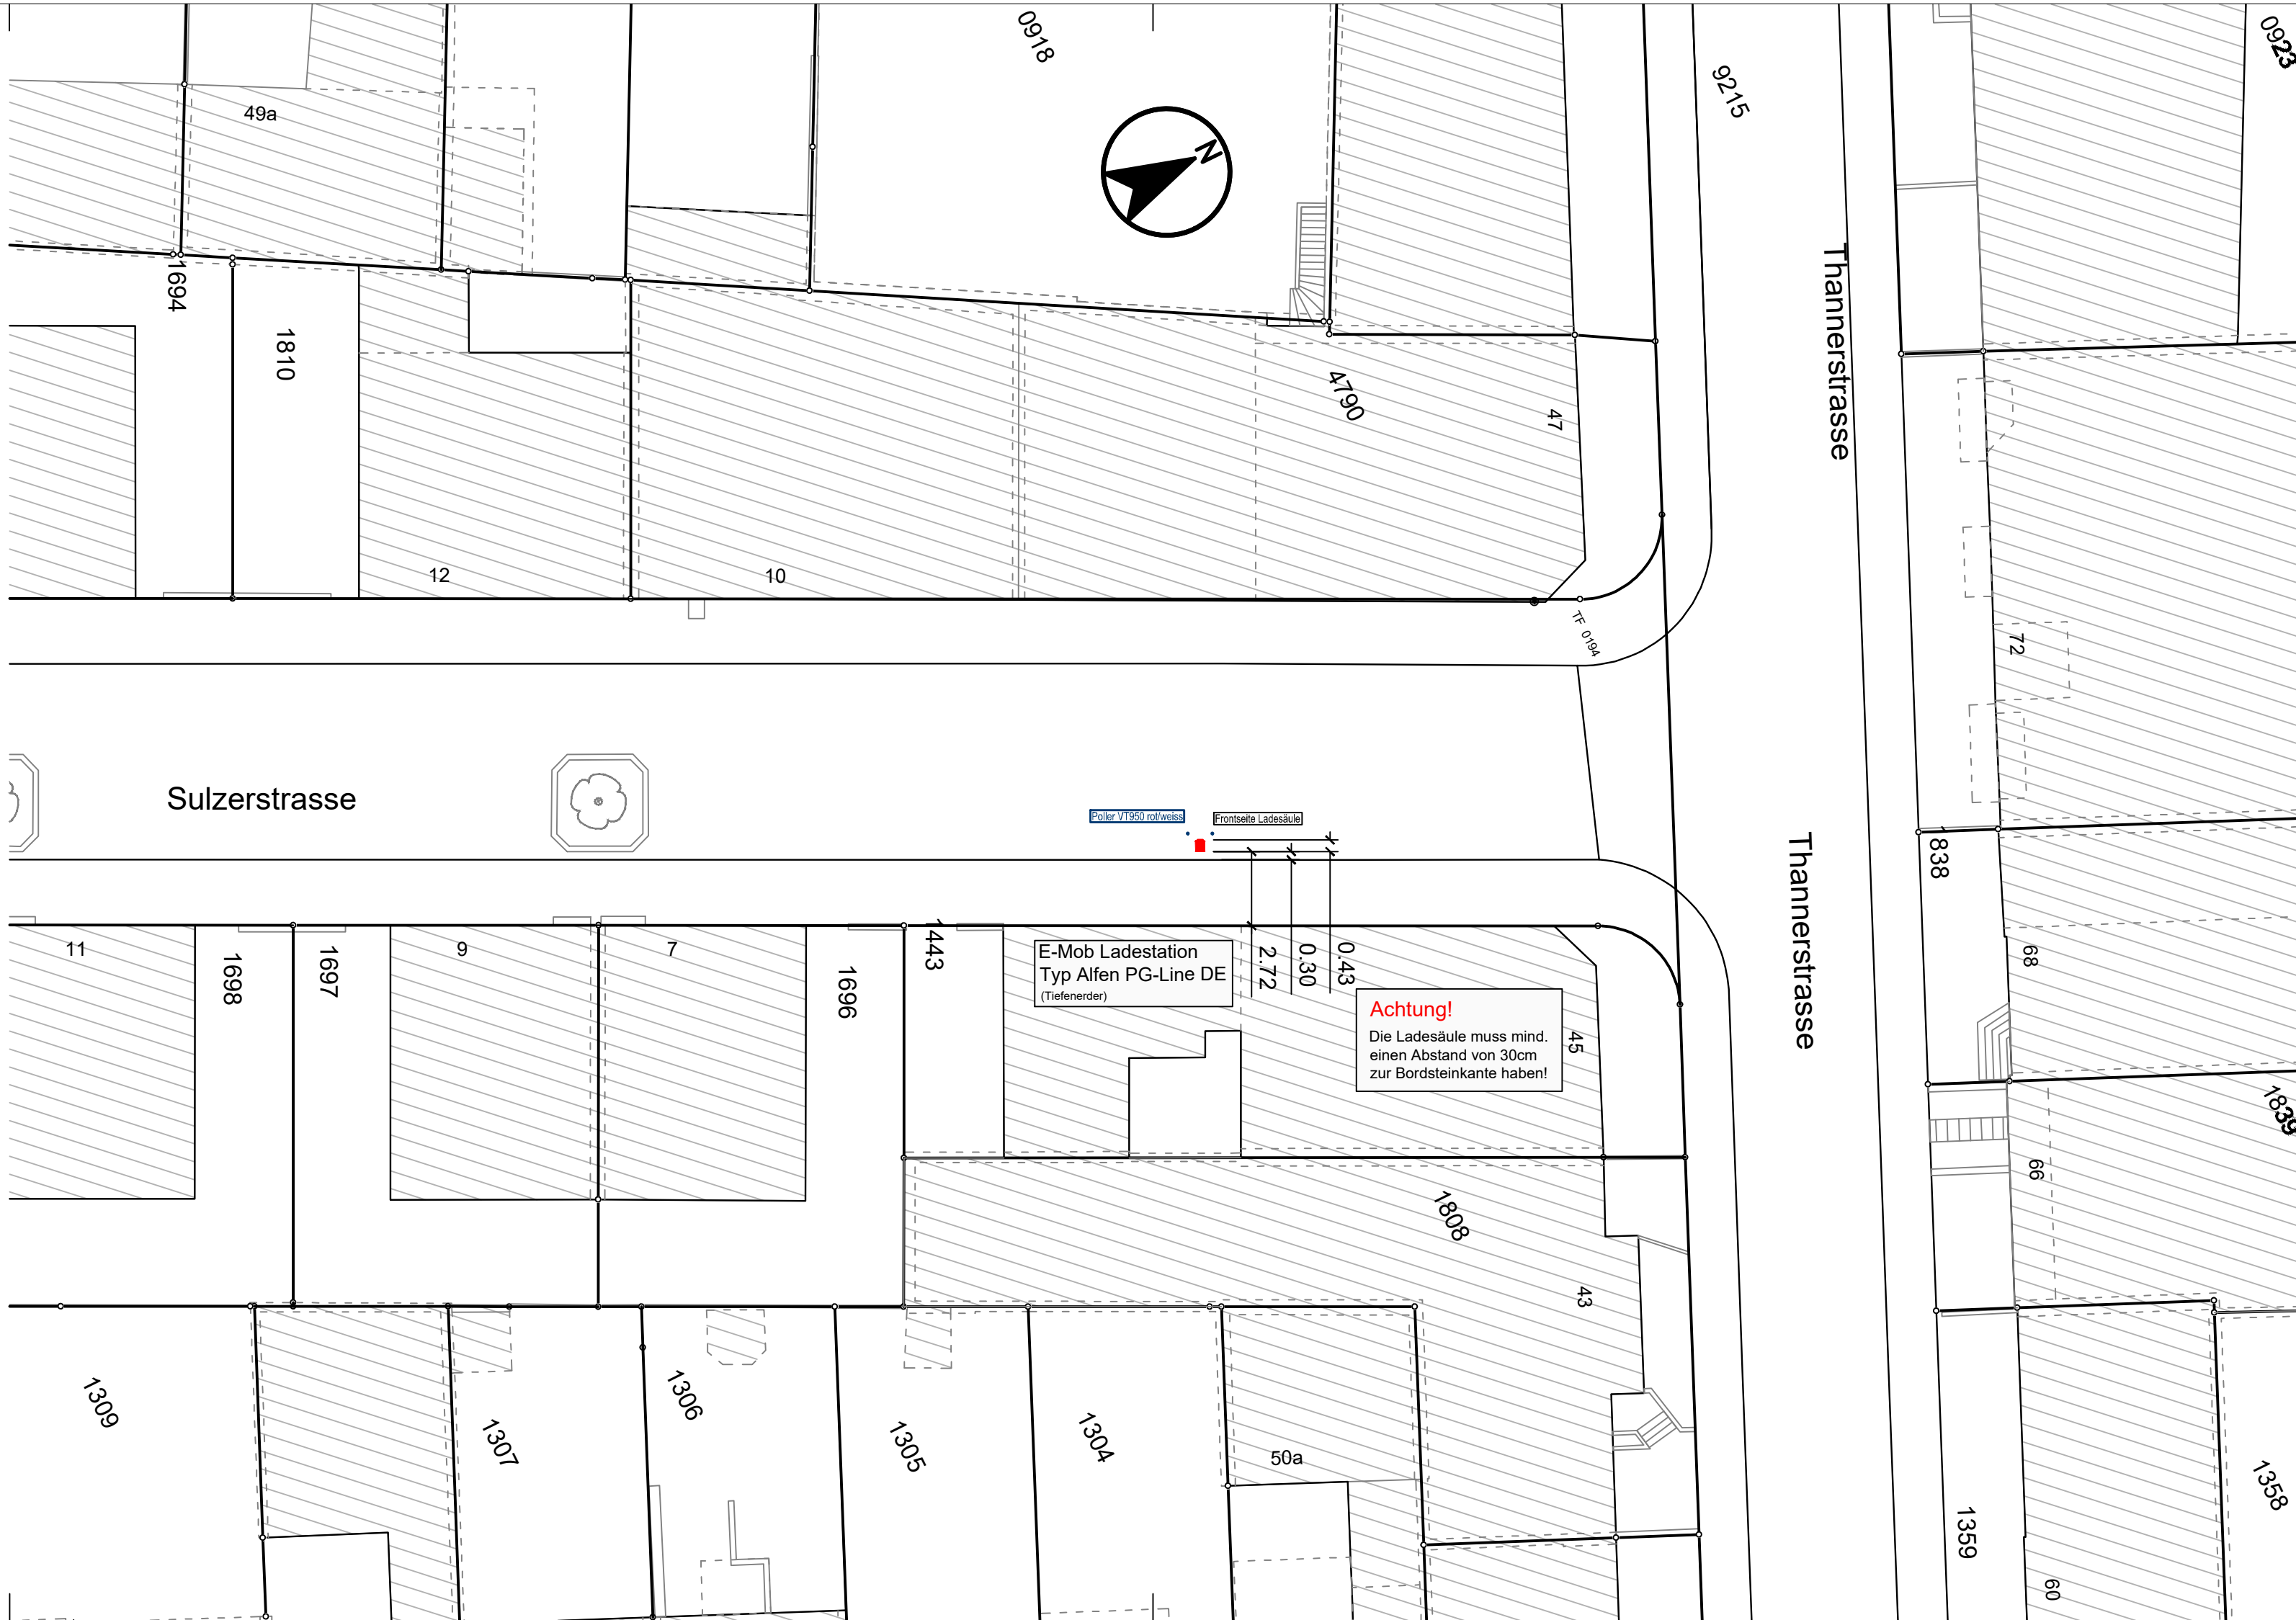 0918
9215
0923
49a
N
1694
1810
4790
47
Thannerstrasse
12
10
TF 0194
72
Sulzerstrasse
Poller VT950 rot/weiss
Frontseite Ladesäule
Thannerstrasse
838
11
1698
1697
9
7
1696
1443
E-Mob Ladestation
Typ Alfen PG-Line DE
(Tiefenerder)
2.72
0.30
0.43
Achtung!
Die Ladesäule muss mind.
einen Abstand von 30cm
zur Bordsteinkante haben!
45
68
66
1808
43
1309
1307
1306
1305
1304
50a
1359
1358
60